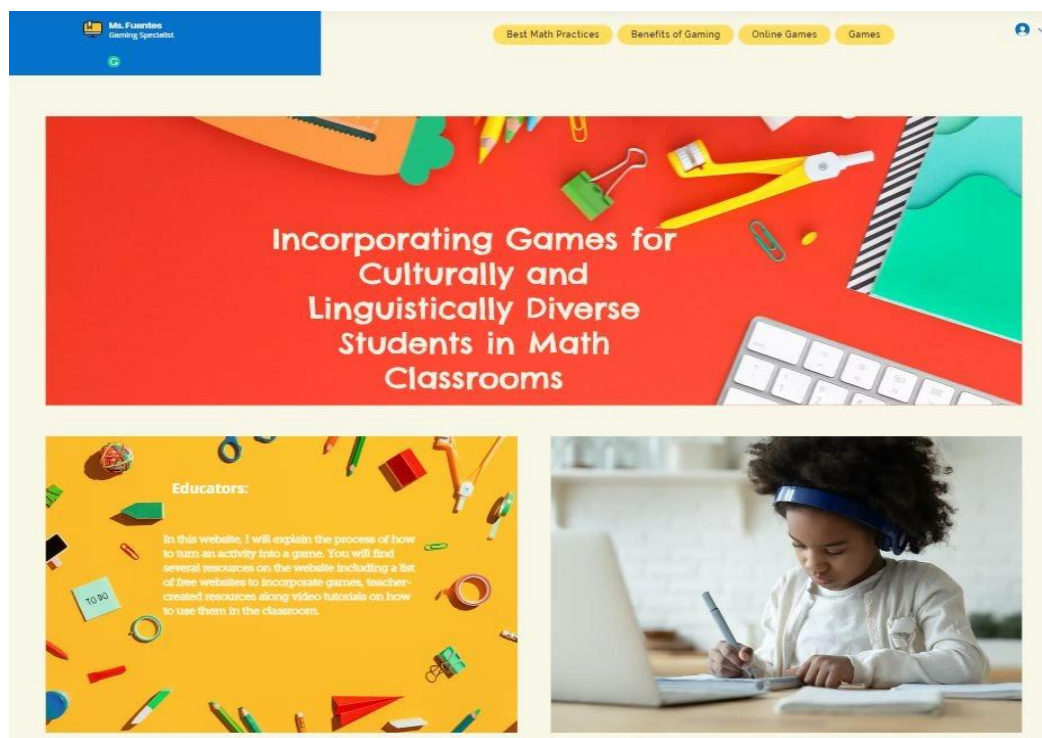 Ms. Fuentes
Gaming Specialist
G
Best Math Practices
Benefits of Gaming
Online Games
Games
Incorporating Games for
Culturally and
Linguistically Diverse
Students in Math
Classrooms
Educators:
In this website, I will explain the process of how
to turn an activity into a game. You will find
several resources on the website including a list
of free websites to incorporate games, teacher-
created resources along video tutorials on how
to use them in the classroom.
TO DO